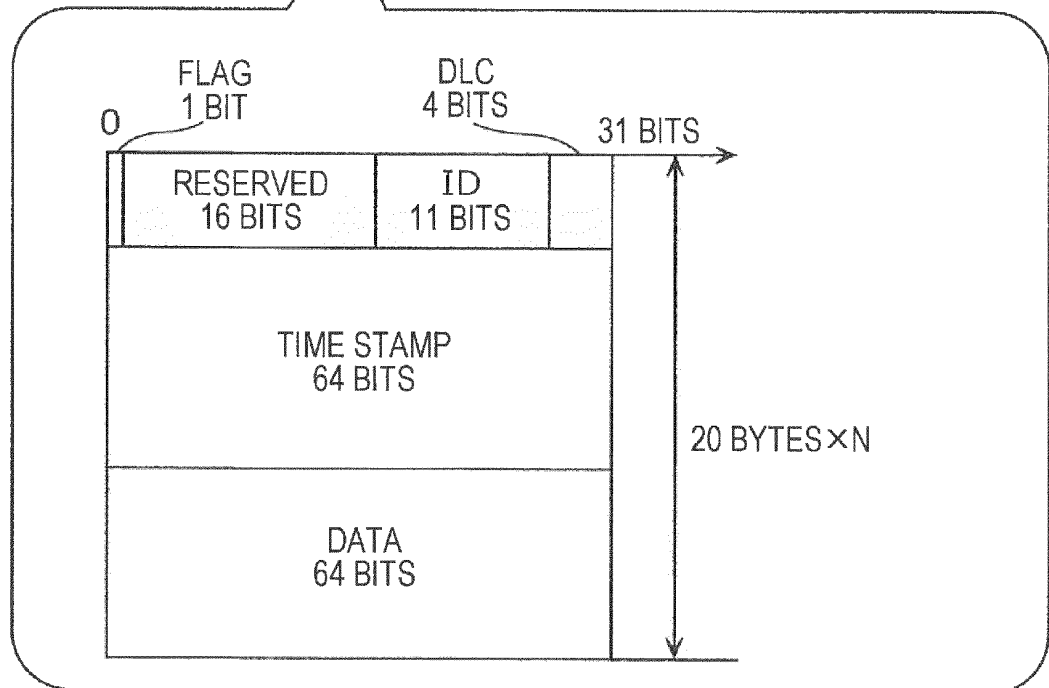 FLAG
1 BIT
DLC
4 BITS
0
31 BITS
RESERVED
16 BITS
ID
11 BITS
TIME STAMP
64 BITS
20 BYTES×N
DATA
64 BITS